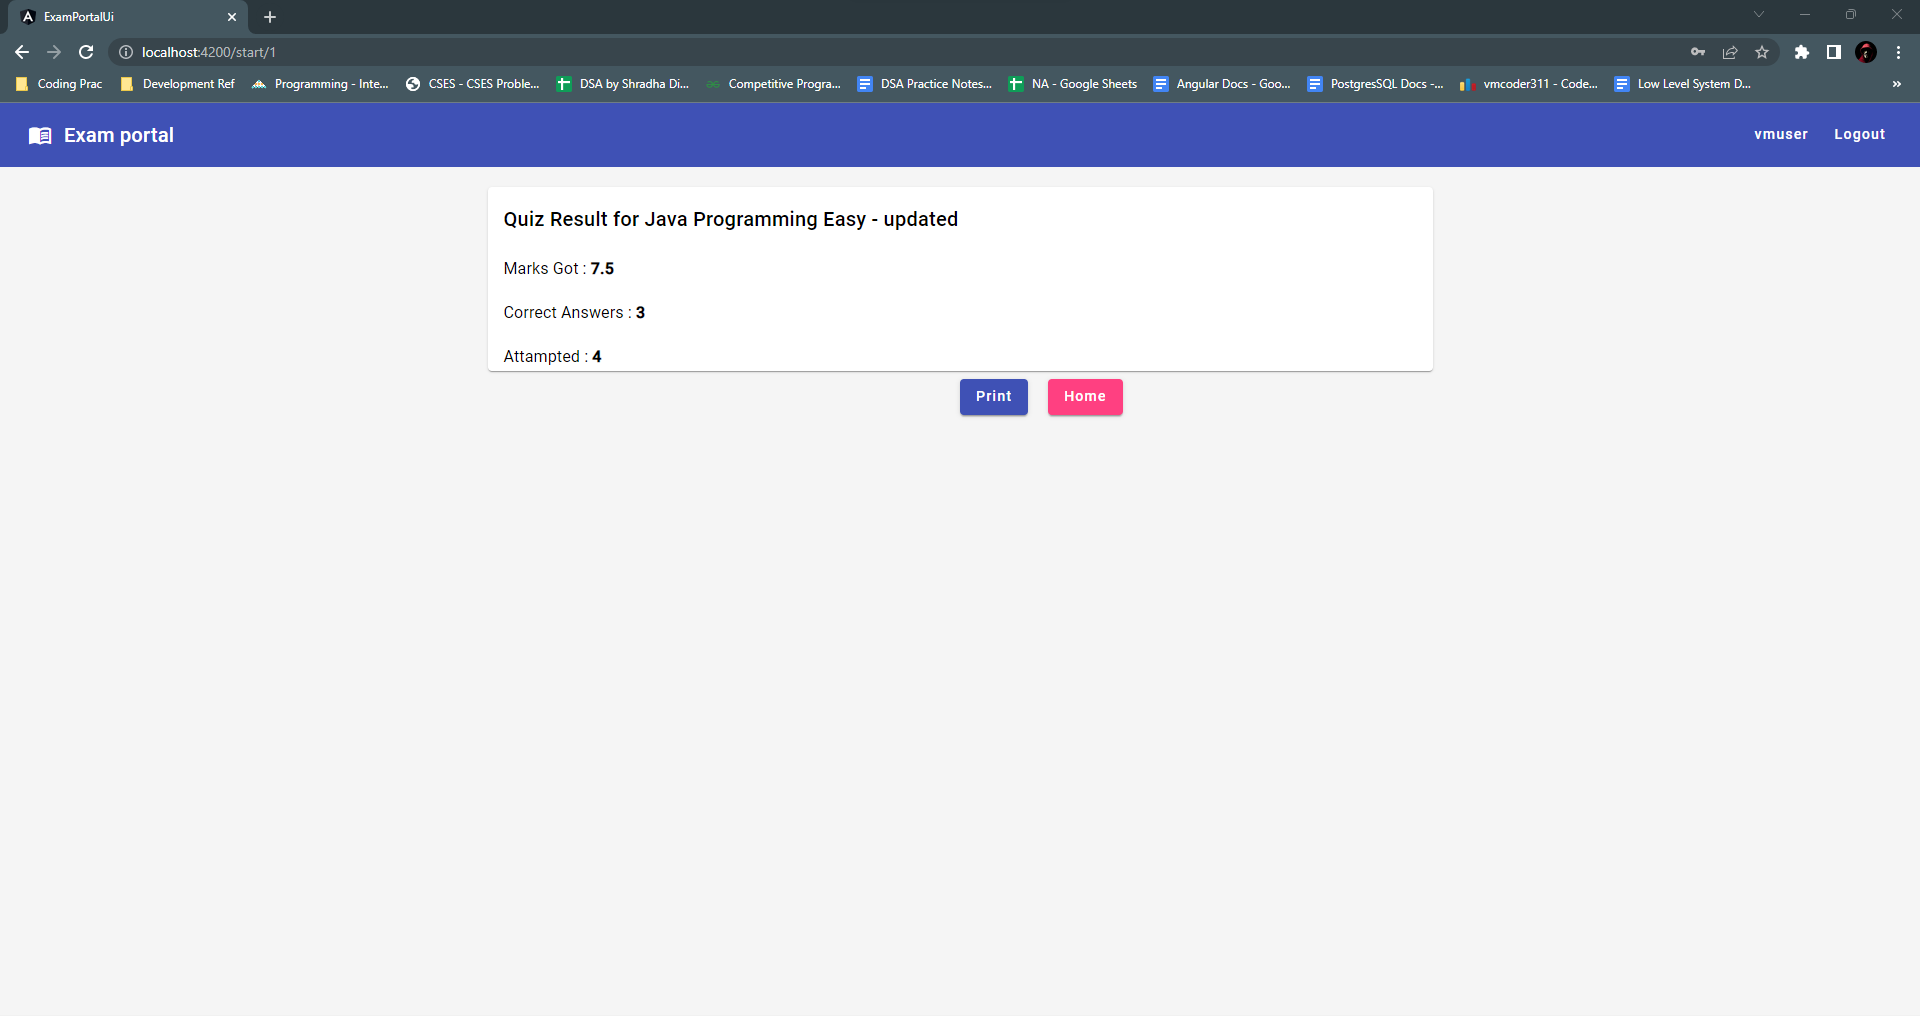 ExamPortalUi
localhost:4200/start/1
Coding Prac Development Ref Programming - Inte... CSES - CSES Proble... DSA by Shradha Di... Competitive Progra... DSA Practice Notes... NA - Google Sheets Angular Docs - Goo... PostgresSQL Docs -... vmcoder311 - Code... Low Level System D... »
Exam portal vmuser Logout
Quiz Result for Java Programming Easy - updated
Marks Got : 7.5
Correct Answers : 3
Attampted : 4
Print Home